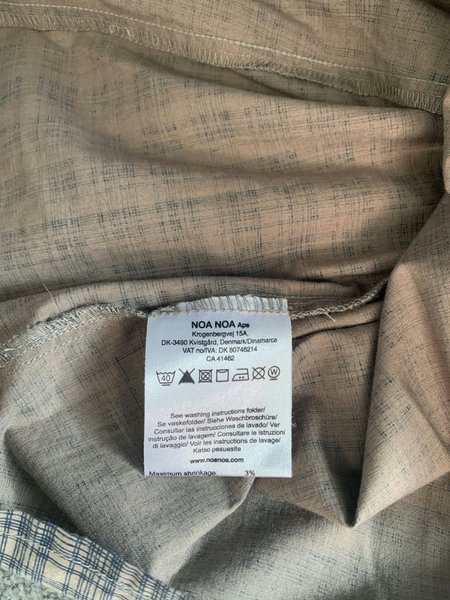 NOA NOA Aps
Krogenbergvej 15A,
DK-3490 Kvistgård, Denmark/Dinamarca
VAT no/IVA: DK 60746214
CA 41462
40 W
See washing instructions folder/
Se vaskefolder/ Siehe Waschbroschüre/
Consultar las instrucciones de lavado/ Ver
instrução de lavagem/ Consultare le istruzioni
di lavaggio/ Voir les instructions de lavage/
Katso pesuesite
www.noanoa.com
Maximum shrinkage: 3%